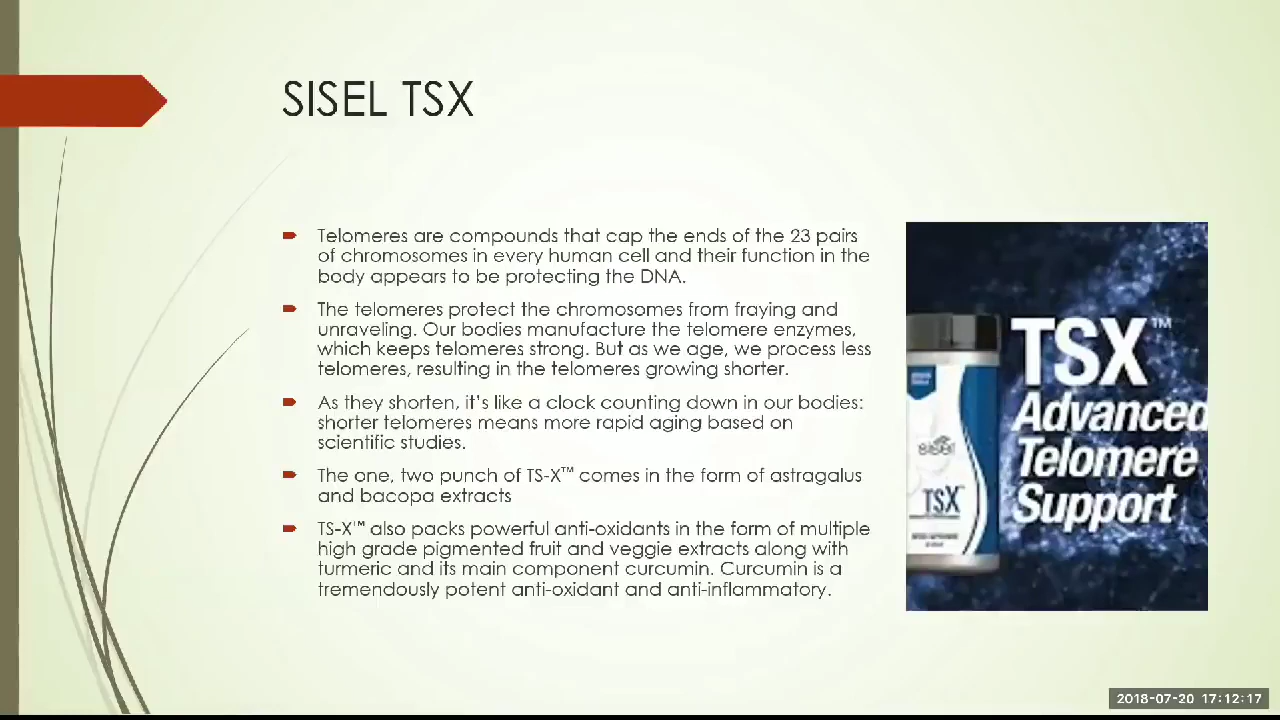 SISEL TSX
Telomeres are compounds that cap the ends of the 23 pairs
of chromosomes in every human cell and their function in the
body appears to be protecting the DNA.
The telomeres protect the chromosomes from fraying and
unraveling. Our bodies manufacture the telomere enzymes,
which keeps telomeres strong. But as we age, we process less
telomeres, resulting in the telomeres growing shorter.
As they shorten, it's like a clock counting down in our bodies:
shorter telomeres means more rapid aging based on
scientific studies.
The one, two punch of TS-X™ comes in the form of astragalus
and bacopa extracts
TS-X™ also packs powerful anti-oxidants in the form of multiple
high grade pigmented fruit and veggie extracts along with
turmeric and its main component curcumin. Curcumin is a
tremendously potent anti-oxidant and anti-inflammatory.
TSX™
Advanced
Telomere
Support
SISEL
TSX
2018-07-20 17:12:17